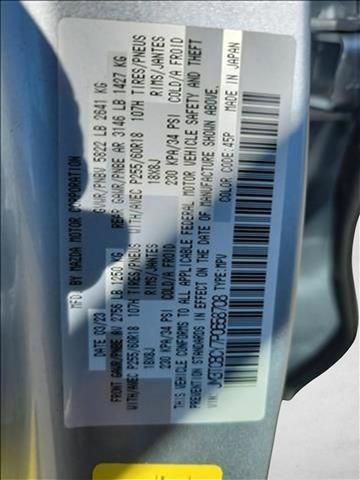 MFD BY MAZDA MOTOR CORPORATION
DATE 03/23 GVWR/PNBV 5822 LB 2641 KG
FRONT GAWR/PNBE AV 2756 LB 1250 KG REAR GAWR/PNBE AR 3146 LB 1427 KG
WITH/AVEC P255/60R18 107H TIRES/PNEUS WITH/AVEC P255/60R18 107H TIRES/PNEUS
18X8J RIMS/JANTES 18X8J RIMS/JANTES
230 KPA/34 PSI COLD/A FROID 230 KPA/34 PSI COLD/A FROID
THIS VEHICLE CONFORMS TO ALL APPLICABLE FEDERAL MOTOR VEHICLE SAFETY AND THEFT
PREVENTION STANDARDS IN EFFECT ON THE DATE OF MANUFACTURE SHOWN ABOVE.
TYPE:MPV COLOR CODE:45P MADE IN JAPAN